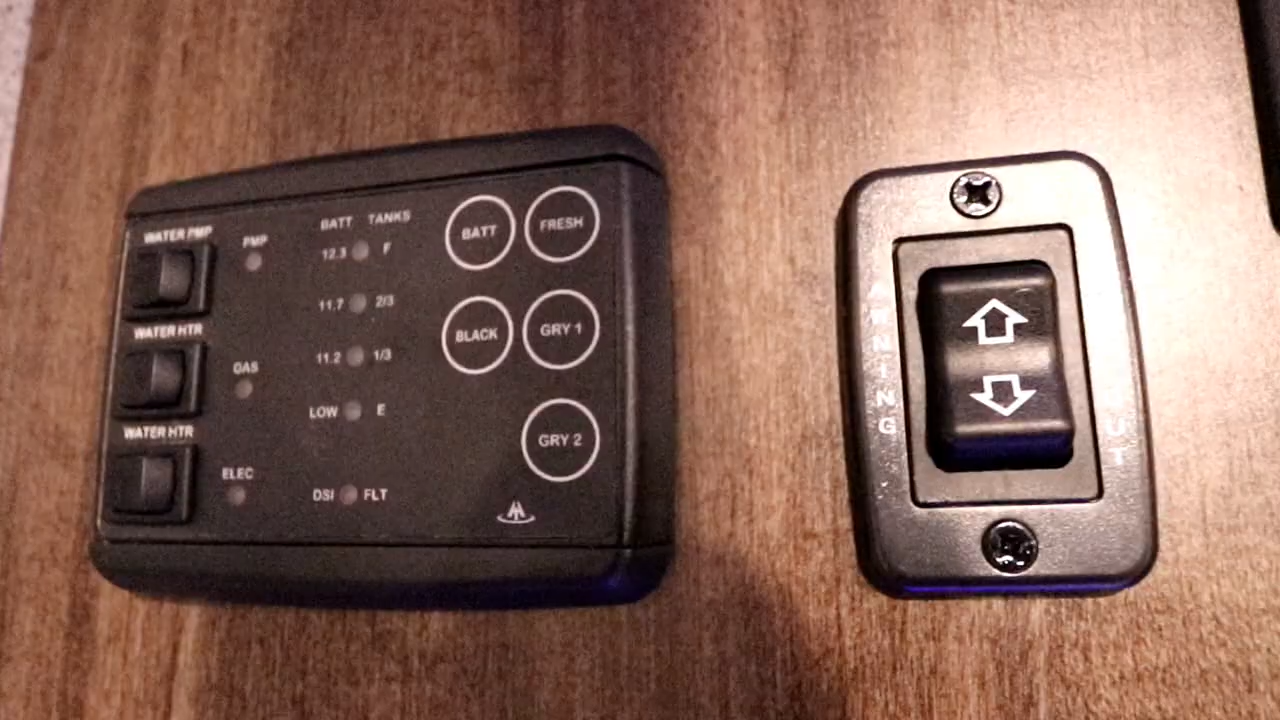 WATER PMP
PMP
BATT TANKS
12.3 F
11.7 2/3
11.2 1/3
LOW E
DSI FLT
WATER HTR
GAS
WATER HTR
ELEC
BATT
FRESH
BLACK
GRY 1
GRY 2
AWNING
OUT